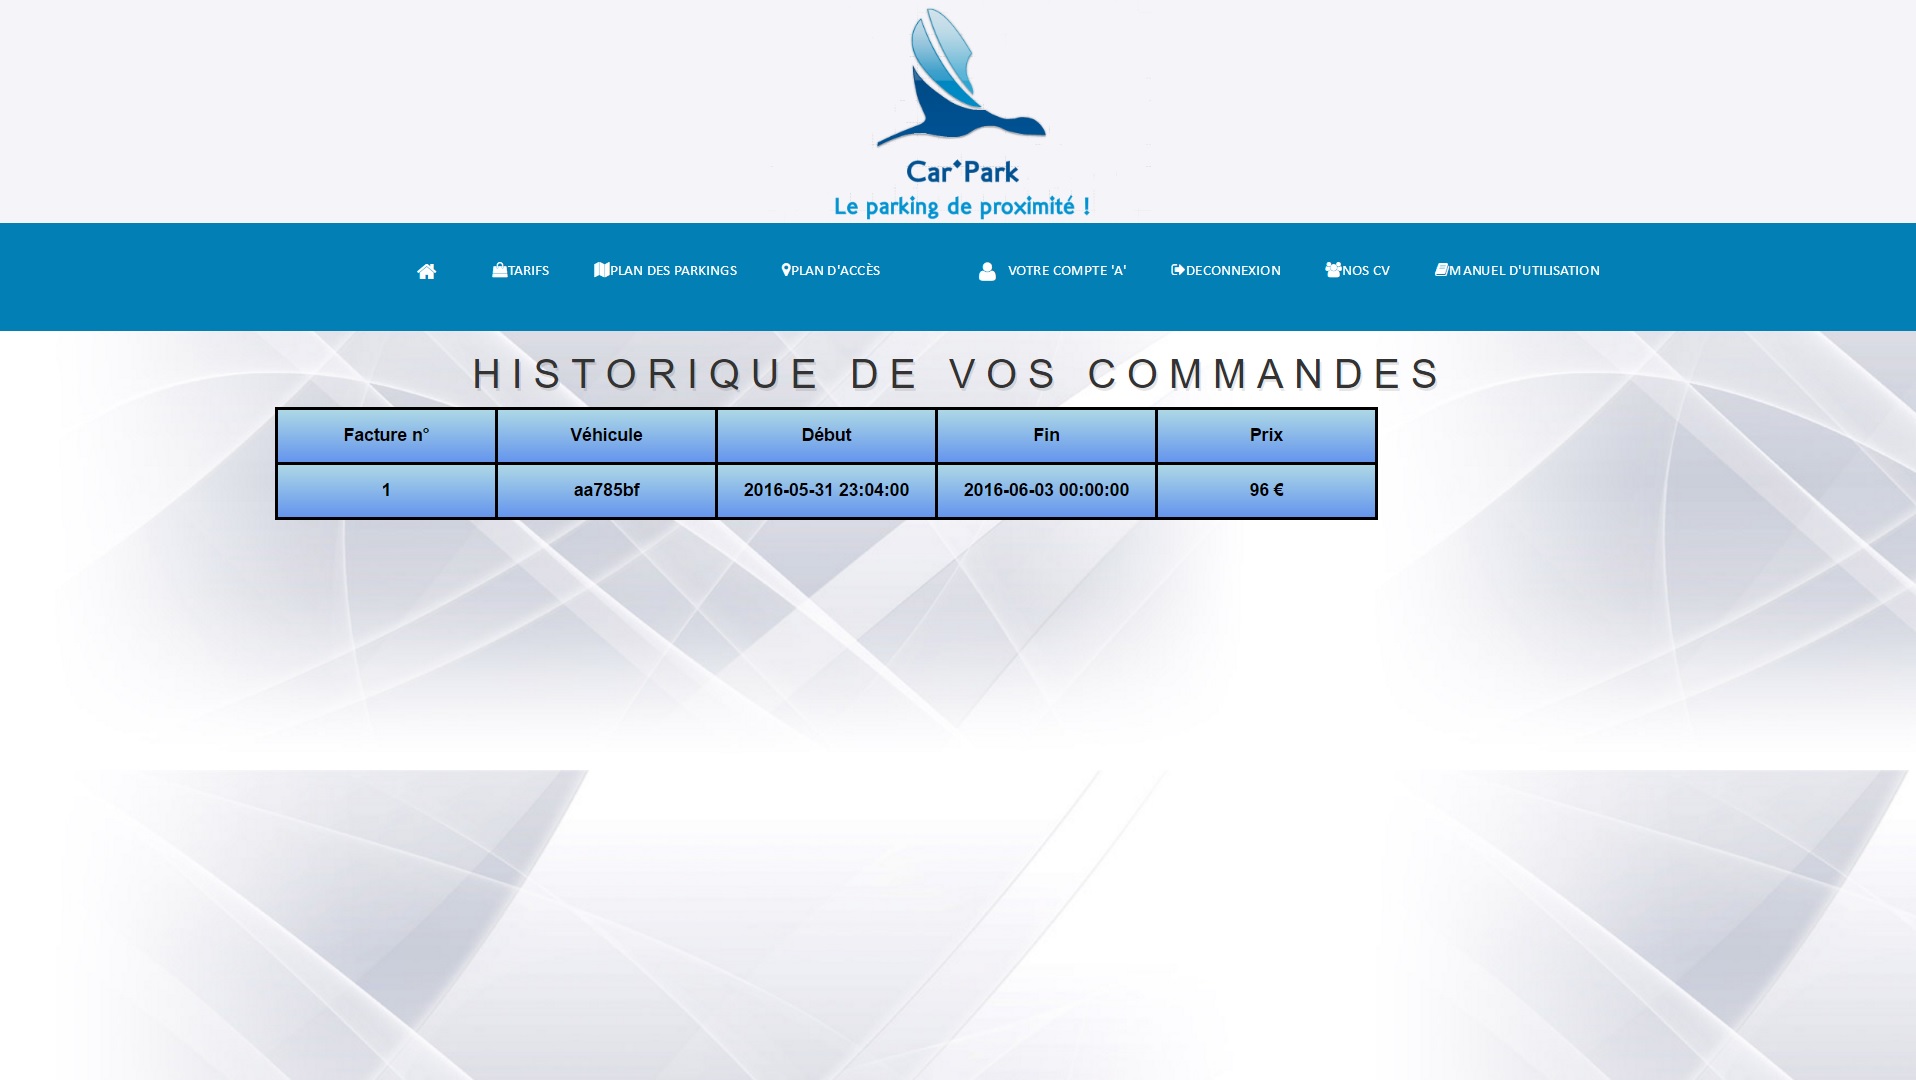 Car♦Park
Le parking de proximité !
TARIFS PLAN DES PARKINGS PLAN D'ACCÈS VOTRE COMPTE 'A' DECONNEXION NOS CV MANUEL D'UTILISATION
HISTORIQUE DE VOS COMMANDES
Facture n° Véhicule Début Fin Prix
1 aa785bf 2016-05-31 23:04:00 2016-06-03 00:00:00 96 €